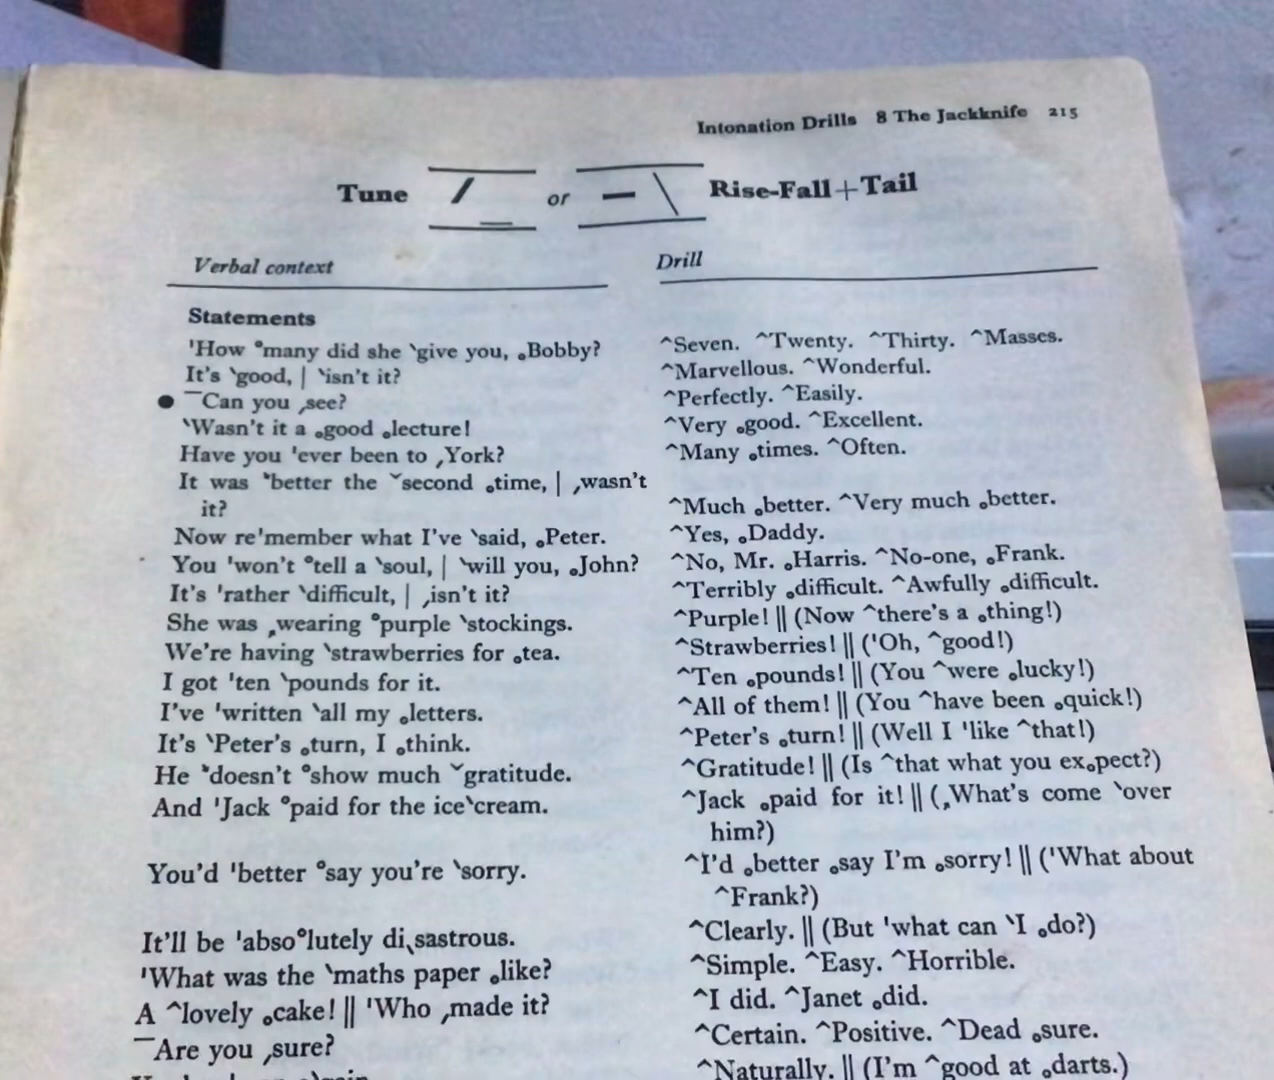 Intonation Drills 8 The Jackknife 215
Tune or Rise-Fall+Tail
Verbal context
Drill
Statements
'How °many did she `give you, ˳Bobby?
^Seven. ^Twenty. ^Thirty. ^Masses.
It's `good, | `isn't it?
^Marvellous. ^Wonderful.
● ¯Can you ˏsee?
^Perfectly. ^Easily.
`Wasn't it a ˳good ˳lecture!
^Very ˳good. ^Excellent.
Have you 'ever been to ˏYork?
^Many ˳times. ^Often.
It was `better the ˇsecond ˳time, | ˏwasn't
it?
^Much ˳better. ^Very much ˳better.
Now re'member what I've `said, ˳Peter.
^Yes, ˳Daddy.
You 'won't °tell a `soul, | `will you, ˳John?
^No, Mr. ˳Harris. ^No-one, ˳Frank.
It's 'rather `difficult, | ˏisn't it?
^Terribly ˳difficult. ^Awfully ˳difficult.
She was ˏwearing °purple `stockings.
^Purple! || (Now ^there's a ˳thing!)
We're having `strawberries for ˳tea.
^Strawberries! || ('Oh, ^good!)
I got 'ten `pounds for it.
^Ten ˳pounds! || (You ^were ˳lucky!)
I've 'written `all my ˳letters.
^All of them! || (You ^have been ˳quick!)
It's `Peter's ˳turn, I ˳think.
^Peter's ˳turn! || (Well I 'like ^that!)
He `doesn't °show much ˇgratitude.
^Gratitude! || (Is ^that what you ex˳pect?)
And 'Jack °paid for the ice`cream.
^Jack ˳paid for it! || (ˏWhat's come `over
him?)
You'd 'better °say you're `sorry.
^I'd ˳better ˳say I'm ˳sorry! || ('What about
^Frank?)
It'll be 'abso°lutely diˎsastrous.
^Clearly. || (But 'what can `I ˳do?)
'What was the `maths paper ˳like?
^Simple. ^Easy. ^Horrible.
A ^lovely ˳cake! || 'Who ˏmade it?
^I did. ^Janet ˳did.
¯Are you ˏsure?
^Certain. ^Positive. ^Dead ˳sure.
^Naturally. || (I'm ^good at ˳darts.)